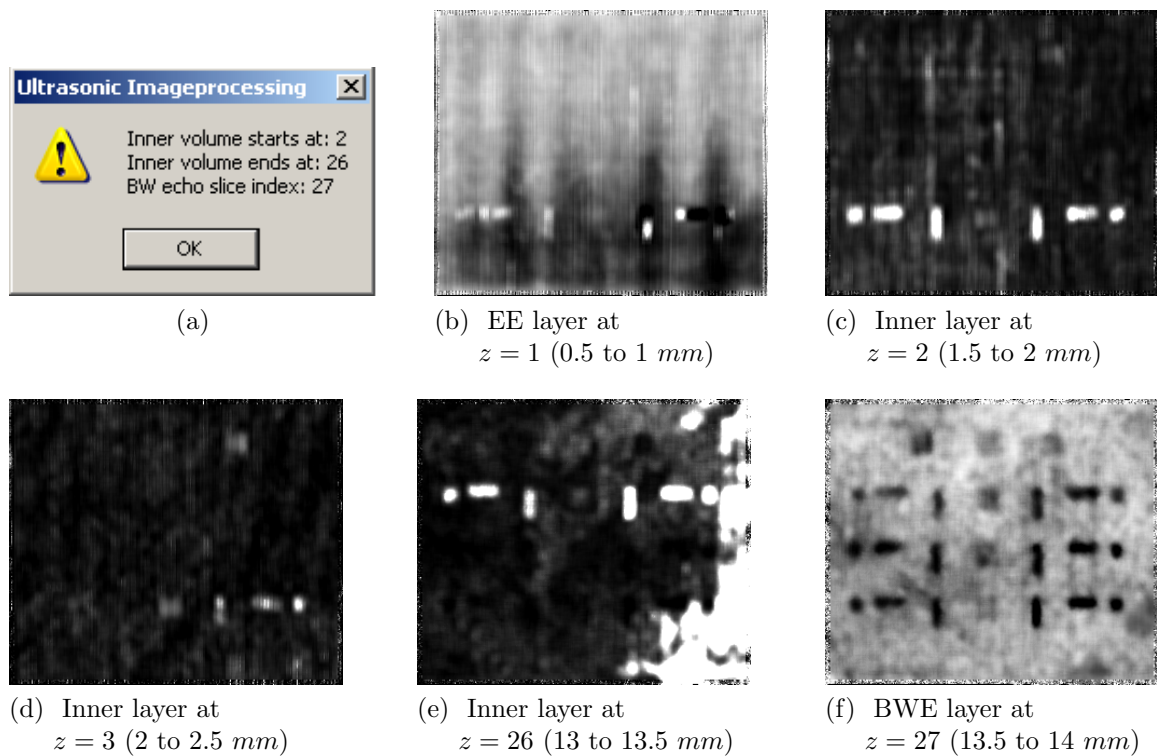 Ultrasonic Imageprocessing
Inner volume starts at: 2
Inner volume ends at: 26
BW echo slice index: 27
OK
(a)
(b) EE layer at
z = 1 (0.5 to 1 mm)
(c) Inner layer at
z = 2 (1.5 to 2 mm)
(d) Inner layer at
z = 3 (2 to 2.5 mm)
(e) Inner layer at
z = 26 (13 to 13.5 mm)
(f) BWE layer at
z = 27 (13.5 to 14 mm)